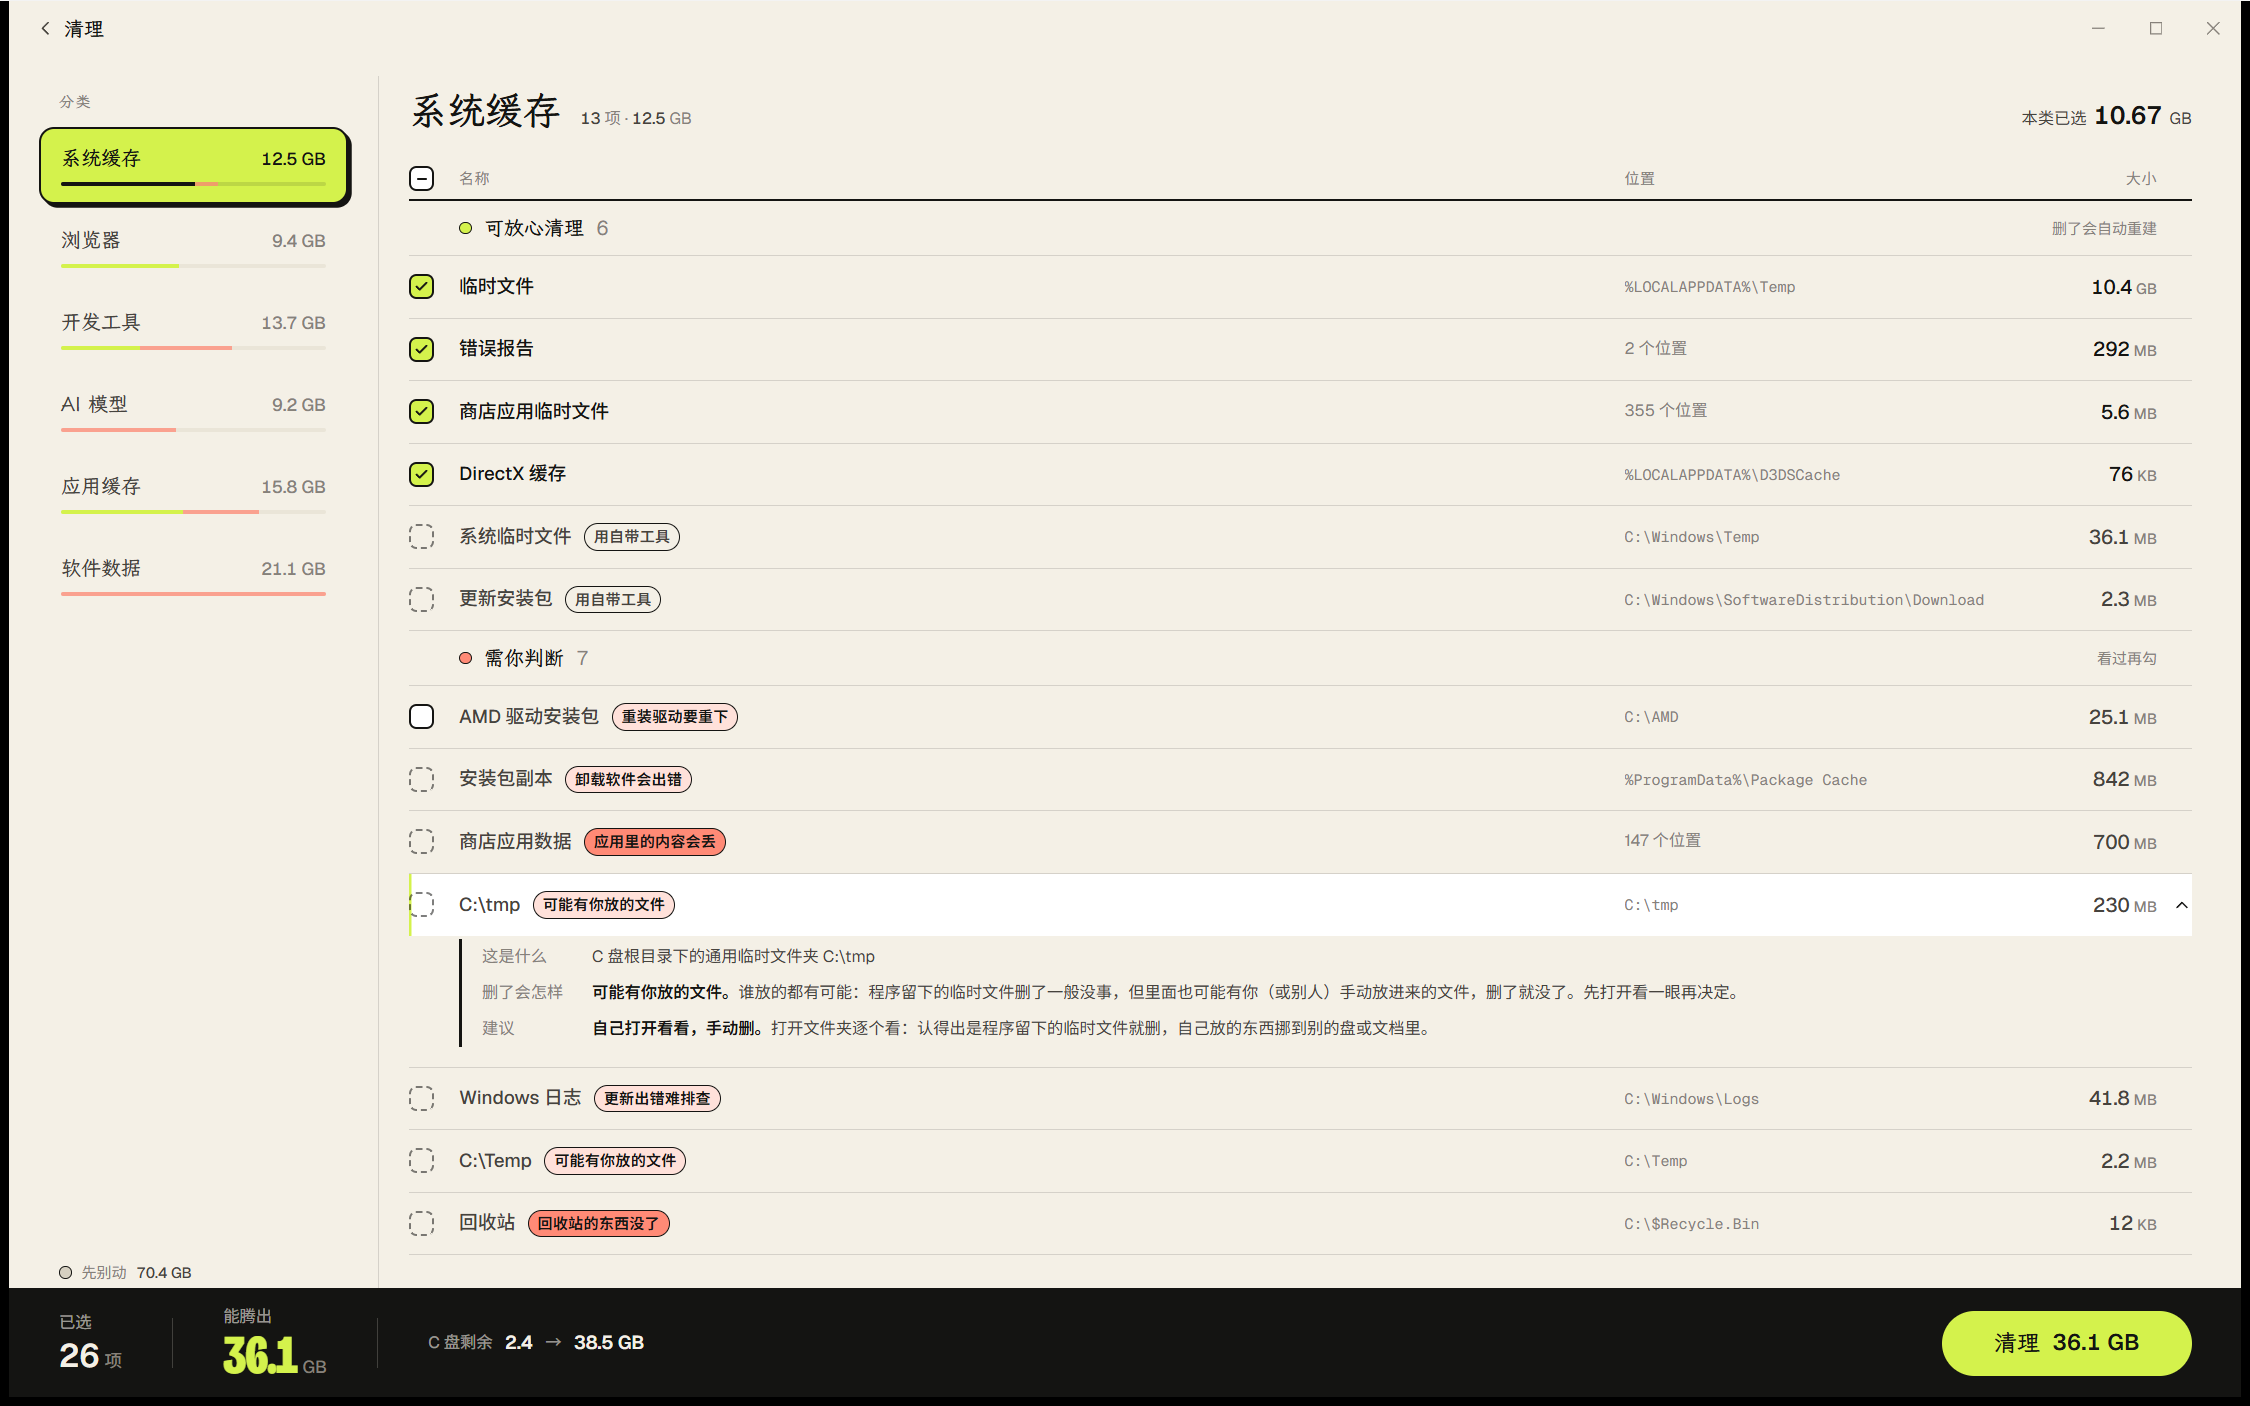 清理
分类
系统缓存 12.5 GB
浏览器 9.4 GB
开发工具 13.7 GB
AI 模型 9.2 GB
应用缓存 15.8 GB
软件数据 21.1 GB
先别动 70.4 GB
系统缓存 13 项 · 12.5 GB 本类已选 10.67 GB
名称 位置 大小
可放心清理 6 删了会自动重建
临时文件 %LOCALAPPDATA%\Temp 10.4 GB
错误报告 2 个位置 292 MB
商店应用临时文件 355 个位置 5.6 MB
DirectX 缓存 %LOCALAPPDATA%\D3DSCache 76 KB
系统临时文件 用自带工具 C:\Windows\Temp 36.1 MB
更新安装包 用自带工具 C:\Windows\SoftwareDistribution\Download 2.3 MB
需你判断 7 看过再勾
AMD 驱动安装包 重装驱动要重下 C:\AMD 25.1 MB
安装包副本 卸载软件会出错 %ProgramData%\Package Cache 842 MB
商店应用数据 应用里的内容会丢 147 个位置 700 MB
C:\tmp 可能有你放的文件 C:\tmp 230 MB
这是什么 C 盘根目录下的通用临时文件夹 C:\tmp
删了会怎样 可能有你放的文件。谁放的都有可能：程序留下的临时文件删了一般没事，但里面也可能有你（或别人）手动放进来的文件，删了就没了。先打开看一眼再决定。
建议 自己打开看看，手动删。打开文件夹逐个看：认得出是程序留下的临时文件就删，自己放的东西挪到别的盘或文档里。
Windows 日志 更新出错难排查 C:\Windows\Logs 41.8 MB
C:\Temp 可能有你放的文件 C:\Temp 2.2 MB
回收站 回收站的东西没了 C:\$Recycle.Bin 12 KB
已选
26 项
能腾出
36.1 GB
C 盘剩余 2.4 → 38.5 GB
清理 36.1 GB